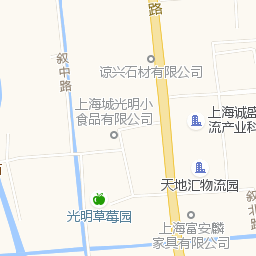 路
谅兴石材有限公司
叙中路
上海城光明小
食品有限公司
上海诚盛
流产业科
天地汇物流园
光明草莓园
叙北路
上海富安麟
家具有限公司